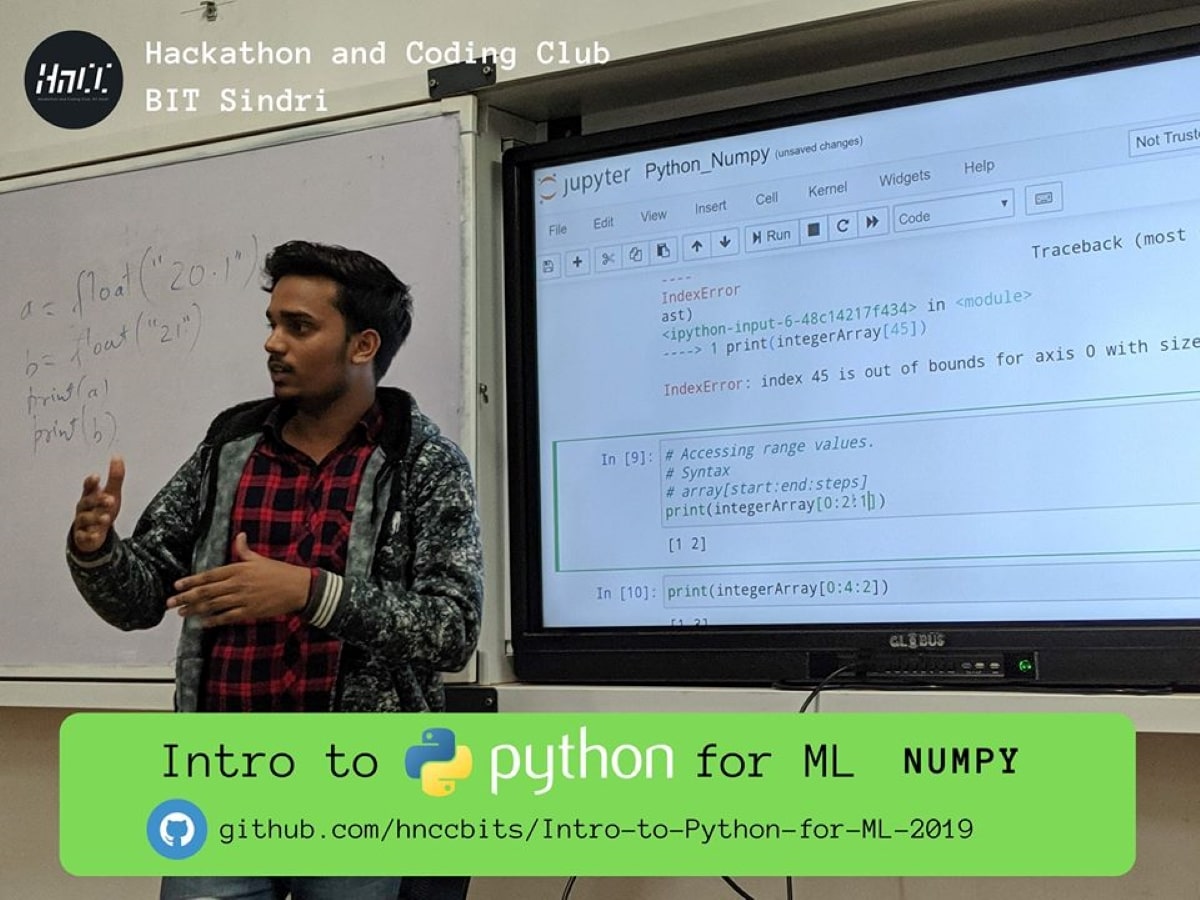 Hackathon and Coding Club
BIT Sindri
HnCC
a = float("20.1")
b = float("21")
print(a)
print(b)
jupyter Python_Numpy (unsaved changes)
Not Trust
File Edit View Insert Cell Kernel Widgets Help
Run Code
Traceback (most
----
IndexError
ast)
<ipython-input-6-48c14217f434> in <module>
----> 1 print(integerArray[45])
IndexError: index 45 is out of bounds for axis 0 with size
In [9]: # Accessing range values.
# Syntax
# array[start:end:steps]
print(integerArray[0:2:1])
[1 2]
In [10]: print(integerArray[0:4:2])
[1 3]
GLOBUS
Intro to python for ML NUMPY
github.com/hnccbits/Intro-to-Python-for-ML-2019